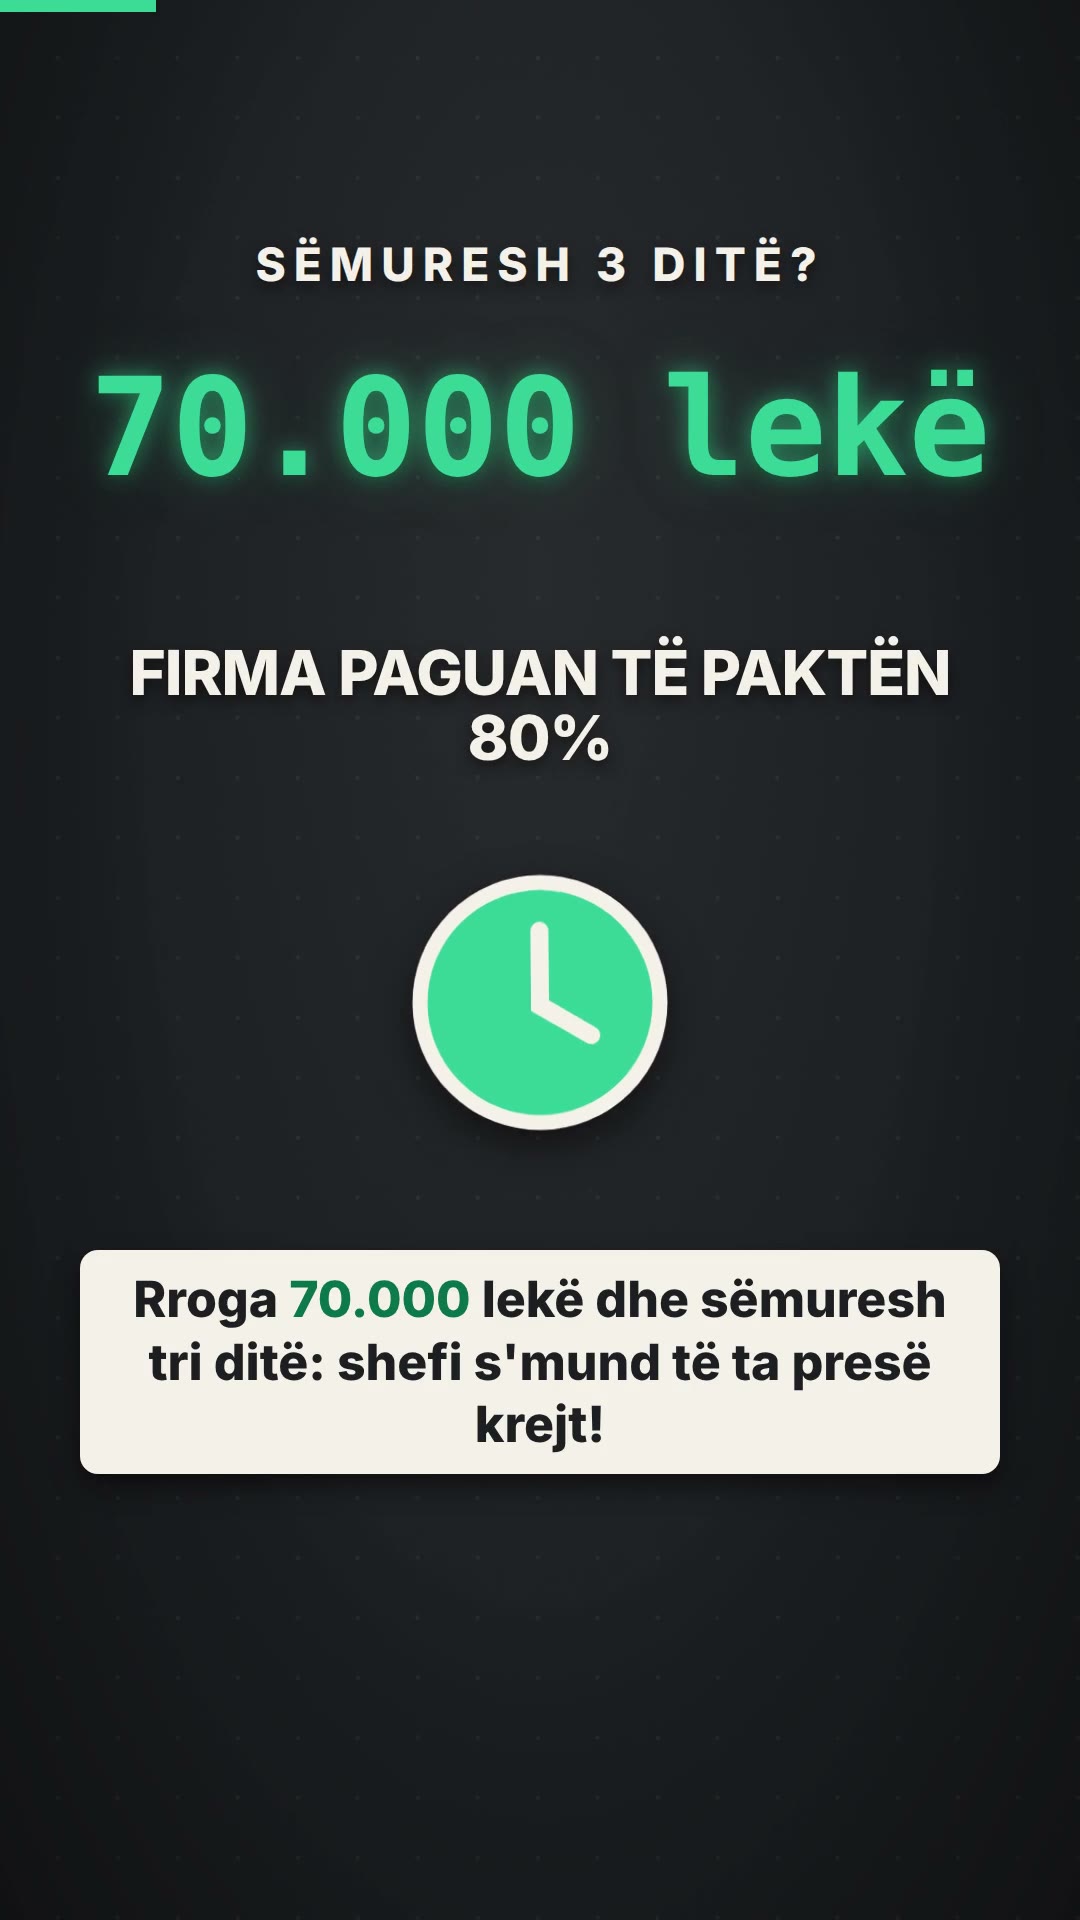 SËMURESH 3 DITË?
70.000 lekë
FIRMA PAGUAN TË PAKTËN
80%
Rroga 70.000 lekë dhe sëmuresh
tri ditë: shefi s'mund të ta presë
krejt!